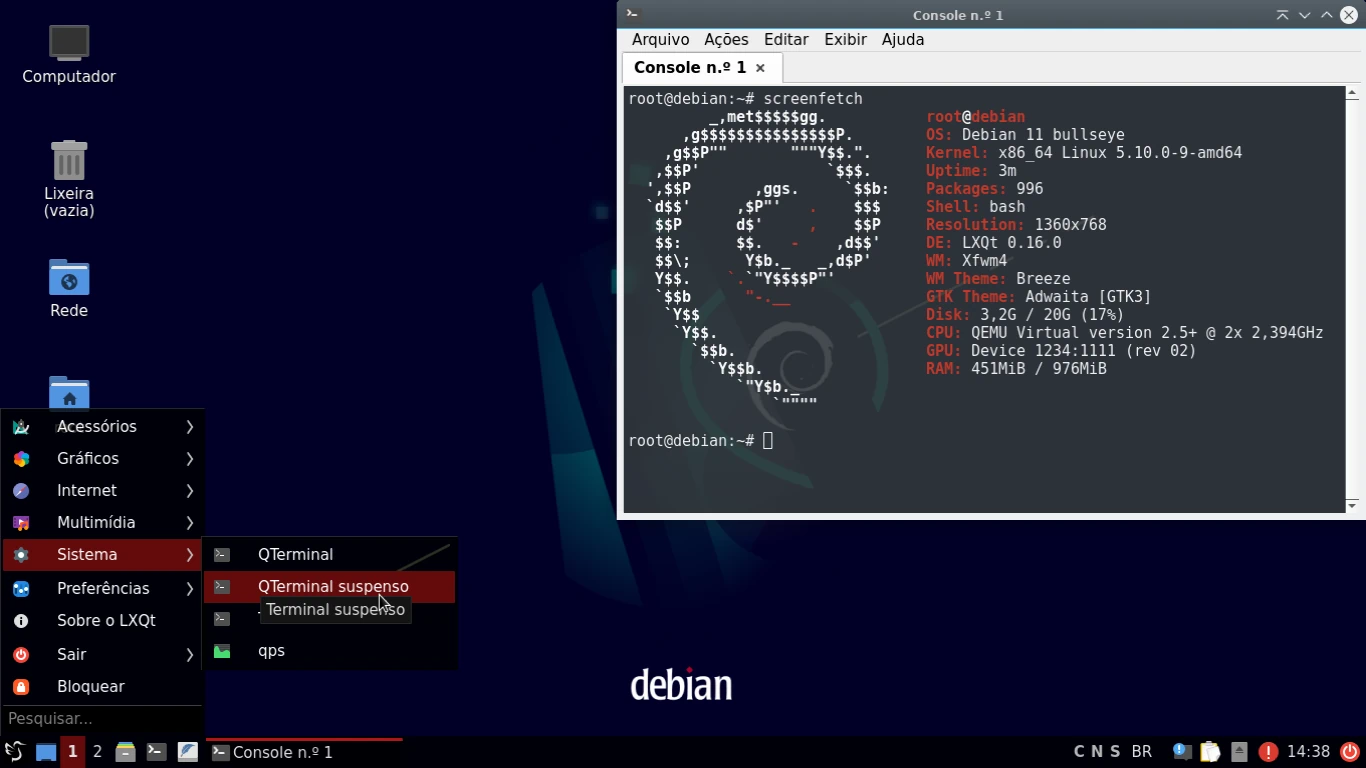 Computador
Lixeira
(vazia)
Rede
Console n.º 1
Arquivo Ações Editar Exibir Ajuda
Console n.º 1
root@debian:~# screenfetch
_,met$$$$$gg.
,g$$$$$$$$$$$$$$$P.
,g$$P""       """Y$$.".
,$$P'              `$$$.
',$$P       ,ggs.     `$$b:
`d$$'     ,$P"'   .    $$$
$$P      d$'     ,    $$P
$$:      $$.   -    ,d$$'
$$\;      Y$b._   _,d$P'
Y$$.    `.`"Y$$$$P"'
`$$b      "-.__
`Y$$
`Y$$.
`$$b.
`Y$$b.
`"Y$b._
`""""
root@debian
OS: Debian 11 bullseye
Kernel: x86_64 Linux 5.10.0-9-amd64
Uptime: 3m
Packages: 996
Shell: bash
Resolution: 1360x768
DE: LXQt 0.16.0
WM: Xfwm4
WM Theme: Breeze
GTK Theme: Adwaita [GTK3]
Disk: 3,2G / 20G (17%)
CPU: QEMU Virtual version 2.5+ @ 2x 2,394GHz
GPU: Device 1234:1111 (rev 02)
RAM: 451MiB / 976MiB
root@debian:~#
Acessórios
Gráficos
Internet
Multimídia
Sistema
Preferências
Sobre o LXQt
Sair
Bloquear
Pesquisar...
QTerminal
QTerminal suspenso
Terminal suspenso
qps
debian
1 2 Console n.º 1 C N S BR 14:38